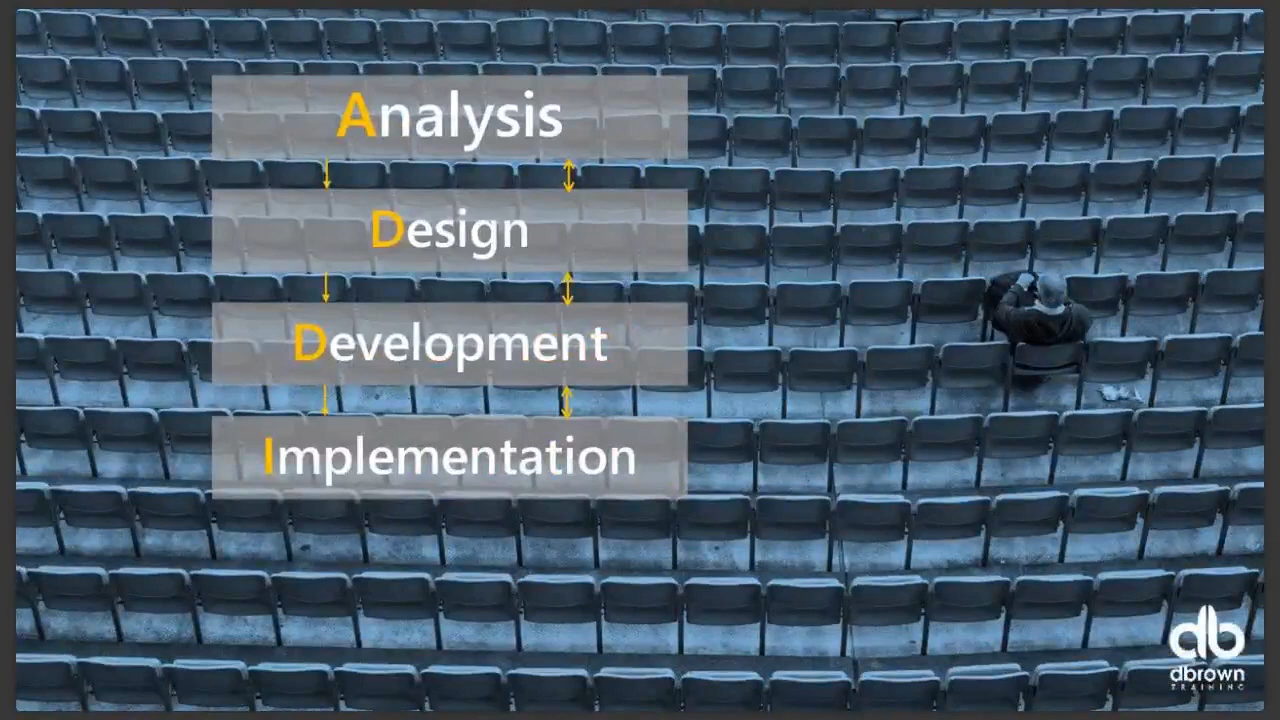 Analysis
Design
Development
Implementation
db
dbrown
TRAINING